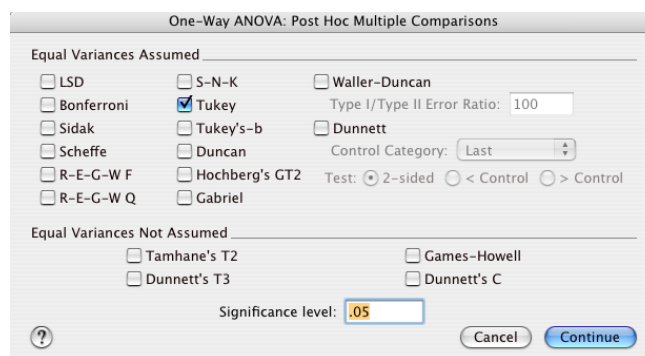 One-Way ANOVA: Post Hoc Multiple Comparisons
Equal Variances Assumed
LSD S-N-K Waller-Duncan
Bonferroni Tukey Type I/Type II Error Ratio: 100
Sidak Tukey's-b Dunnett
Scheffe Duncan Control Category: Last
R-E-G-W F Hochberg's GT2 Test: 2-sided < Control > Control
R-E-G-W Q Gabriel
Equal Variances Not Assumed
Tamhane's T2 Games-Howell
Dunnett's T3 Dunnett's C
Significance level: .05
? Cancel Continue